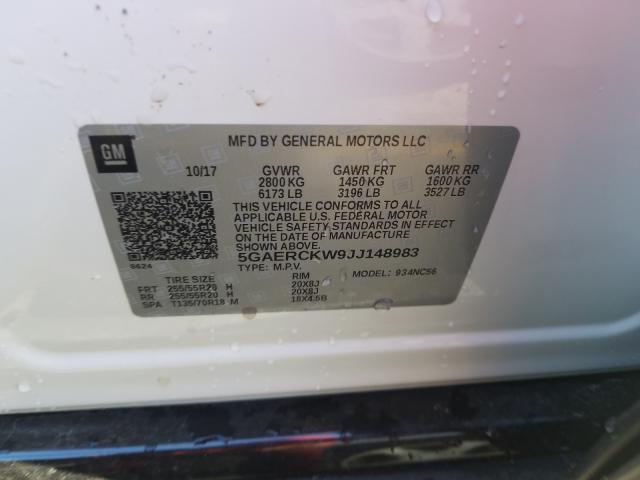 GM
MFD BY GENERAL MOTORS LLC
10/17 GVWR GAWR FRT GAWR RR
2800 KG 1450 KG 1600 KG
6173 LB 3196 LB 3527 LB
THIS VEHICLE CONFORMS TO ALL
APPLICABLE U.S. FEDERAL MOTOR
VEHICLE SAFETY STANDARDS IN EFFECT
ON THE DATE OF MANUFACTURE
SHOWN ABOVE.
5GAERCKW9JJ148983
6624 TYPE: M.P.V. MODEL: 934NC56
TIRE SIZE RIM
FRT 255/55R20 H 20X8J
RR 255/55R20 H 20X8J
SPA T135/70R18 M 18X4.5B